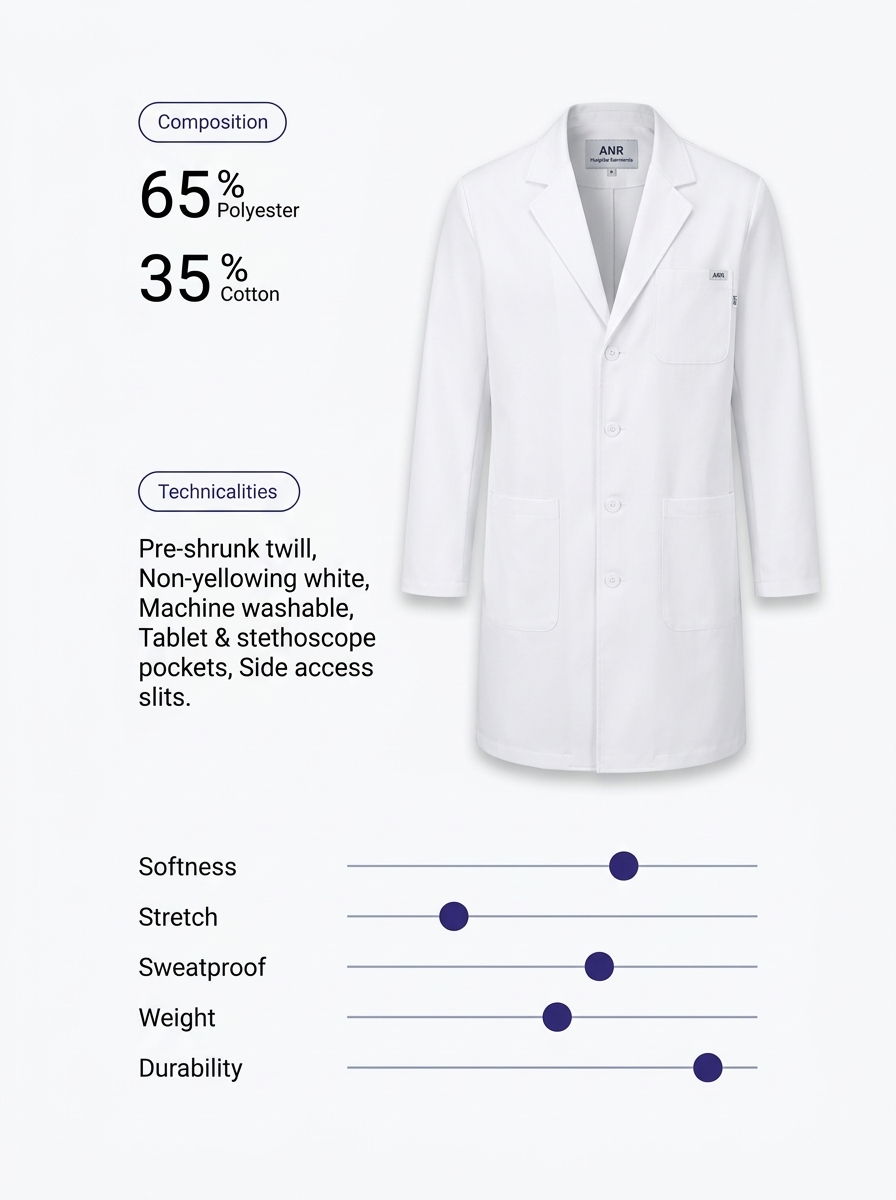 Composition
65%
Polyester
35%
Cotton
ANR
Technicalities
Pre-shrunk twill,
Non-yellowing white,
Machine washable,
Tablet & stethoscope
pockets, Side access
slits.
Softness
Stretch
Sweatproof
Weight
Durability